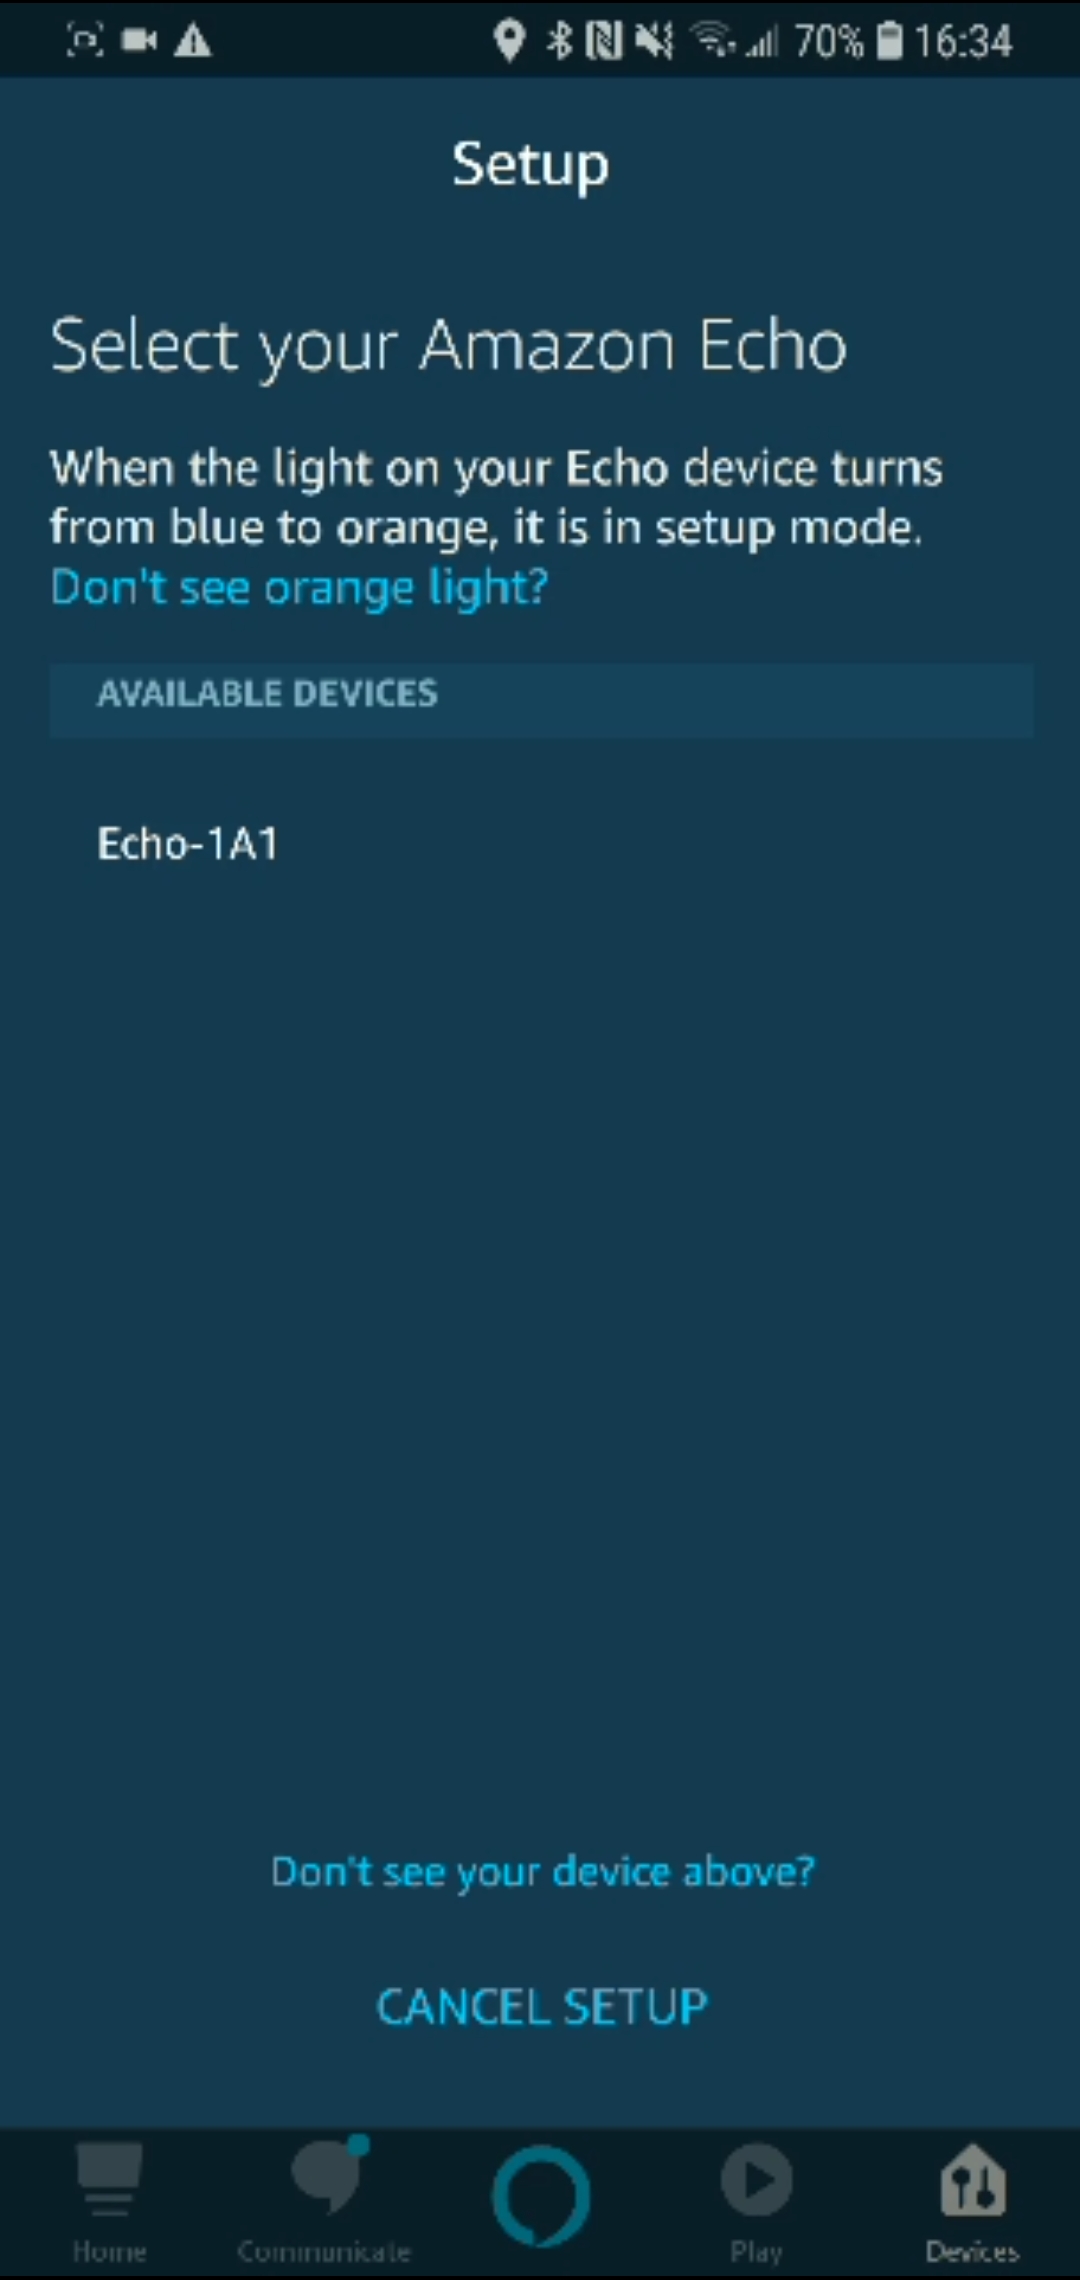 70% 16:34
Setup
Select your Amazon Echo
When the light on your Echo device turns
from blue to orange, it is in setup mode.
Don't see orange light?
AVAILABLE DEVICES
Echo-1A1
Don't see your device above?
CANCEL SETUP
Home Communicate Play Devices